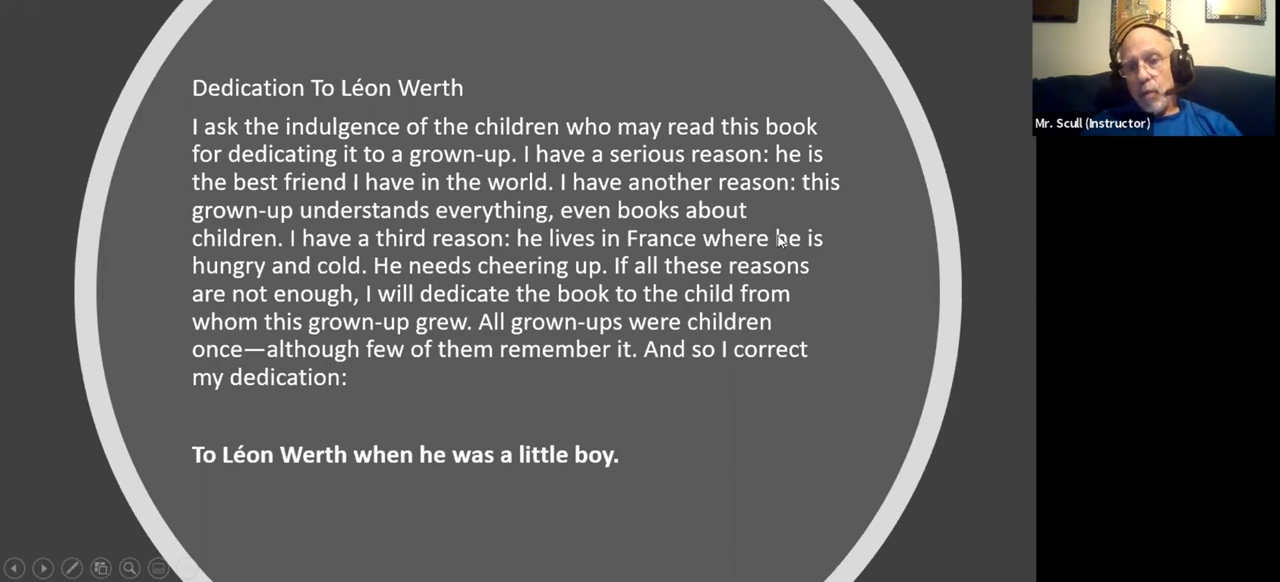 Dedication To Léon Werth
I ask the indulgence of the children who may read this book
for dedicating it to a grown-up. I have a serious reason: he is
the best friend I have in the world. I have another reason: this
grown-up understands everything, even books about
children. I have a third reason: he lives in France where he is
hungry and cold. He needs cheering up. If all these reasons
are not enough, I will dedicate the book to the child from
whom this grown-up grew. All grown-ups were children
once—although few of them remember it. And so I correct
my dedication:
To Léon Werth when he was a little boy.
Mr. Scull (Instructor)